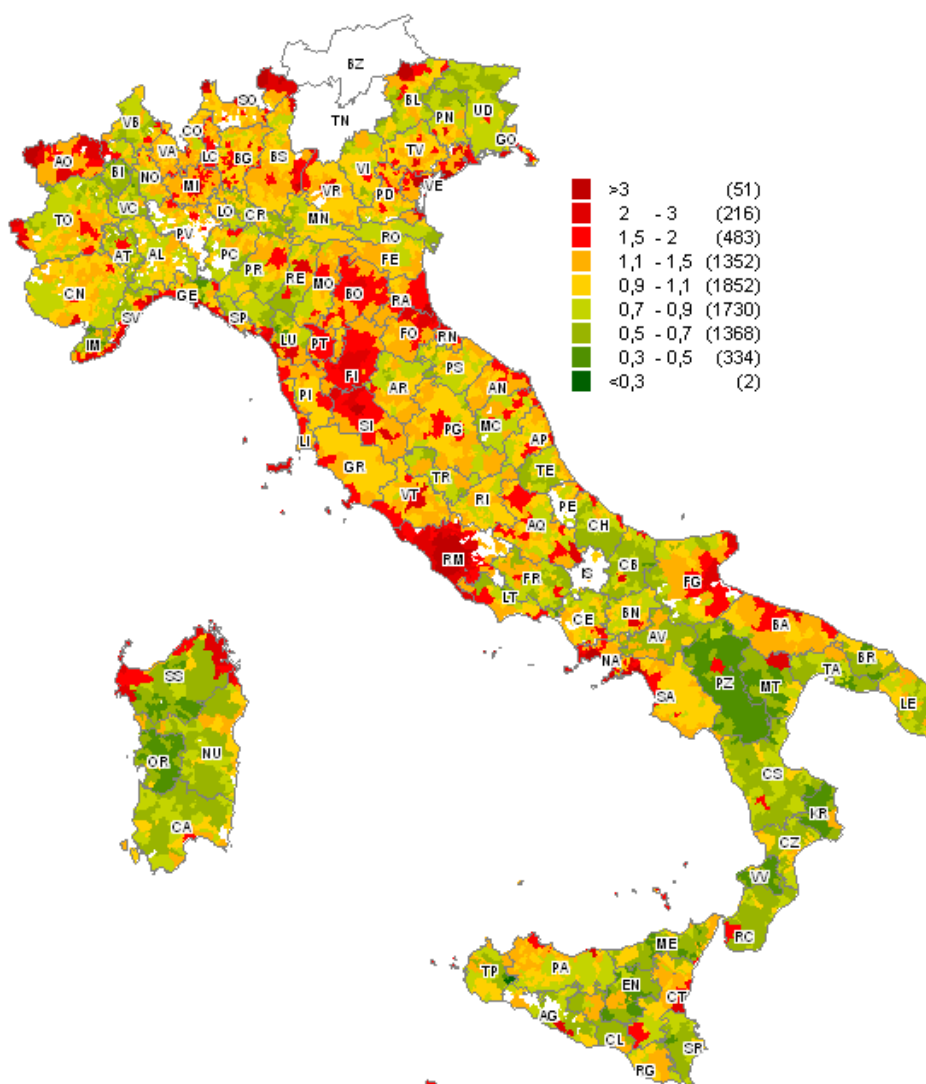 BZ
SO
TN
BL
UD
PN
VB
CO
GO
VA
LC
BG
BS
TV
AO
VI
BI
NO
MI
VR
PD
VE
VC
LO
CR
MN
TO
PV
RO
AT
AL
PC
PR
FE
RE
MO
CN
GE
BO
RA
SV
SP
FO
RN
IM
LU
PT
PS
FI
AR
AN
PI
SI
PG
MC
LI
AP
GR
TR
TE
VT
RI
PE
AQ
CH
RM
CB
IS
FR
FG
LT
CE
BN
BA
AV
NA
BR
SS
PZ
MT
TA
SA
LE
NU
OR
CS
CA
KR
CZ
VV
RC
ME
TP
PA
EN
CT
AG
CL
SR
RG
>3 (51)
2 - 3 (216)
1,5 - 2 (483)
1,1 - 1,5 (1352)
0,9 - 1,1 (1852)
0,7 - 0,9 (1730)
0,5 - 0,7 (1368)
0,3 - 0,5 (334)
<0,3 (2)